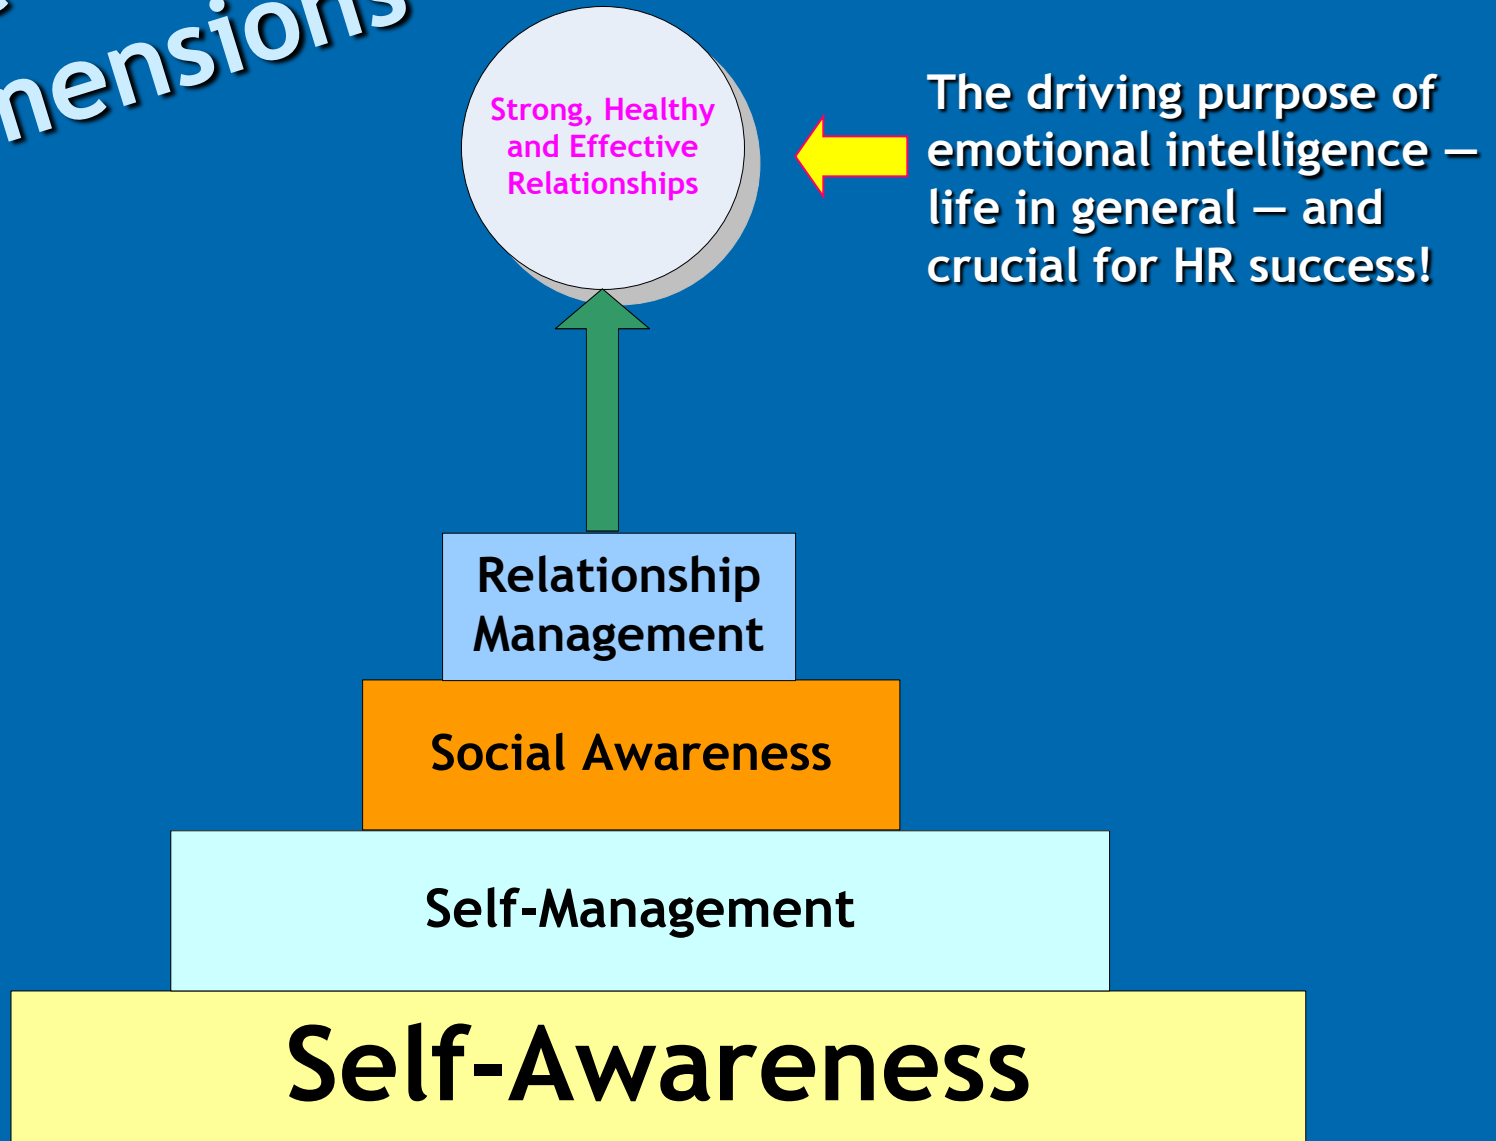 Strong, Healthy
and Effective
Relationships
The driving purpose of
emotional intelligence —
life in general — and
crucial for HR success!
Relationship
Management
Social Awareness
Self-Management
Self-Awareness